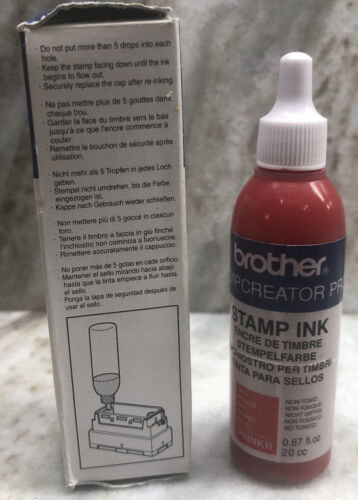 · Do not put more than 5 drops into each
hole.
· Keep the stamp facing down until the ink
begins to flow out.
· Securely replace the cap after re-inking.
· Ne pas mettre plus de 5 gouttes dans
chaque trou.
· Garder la face du timbre vers le bas
jusqu'à ce que l'encre commence à
couler.
· Remettre le bouchon de sécurité après
utilisation.
· Nicht mehr als 5 Tropfen in jedes Loch
geben.
· Stempel nicht umdrehen, bis die Farbe
eingezogen ist.
· Kappe nach Gebrauch wieder schließen.
· Non mettere più di 5 gocce in ciascun
foro.
· Tenere il timbro a faccia in giù finché
l'inchiostro non comincia a fuoriuscire.
· Rimettere accuratamente il cappuccio.
· No poner más de 5 gotas en cada orificio.
· Mantener el sello mirando hacia abajo
hasta que la tinta empiece a fluir hasta
el sello.
· Ponga la tapa de seguridad después de
usar el sello.
brother®
MPCREATOR PR
STAMP INK
ENCRE DE TIMBRE
STEMPELFARBE
CHIOSTRO PER TIMBRI
TINTA PARA SELLOS
NON TOXIC
NON-TOXIQUE
NICHT GIFTIG
NON TOSSICO
NO TOXICO
PRINKR
0.67 fl.oz
20 cc